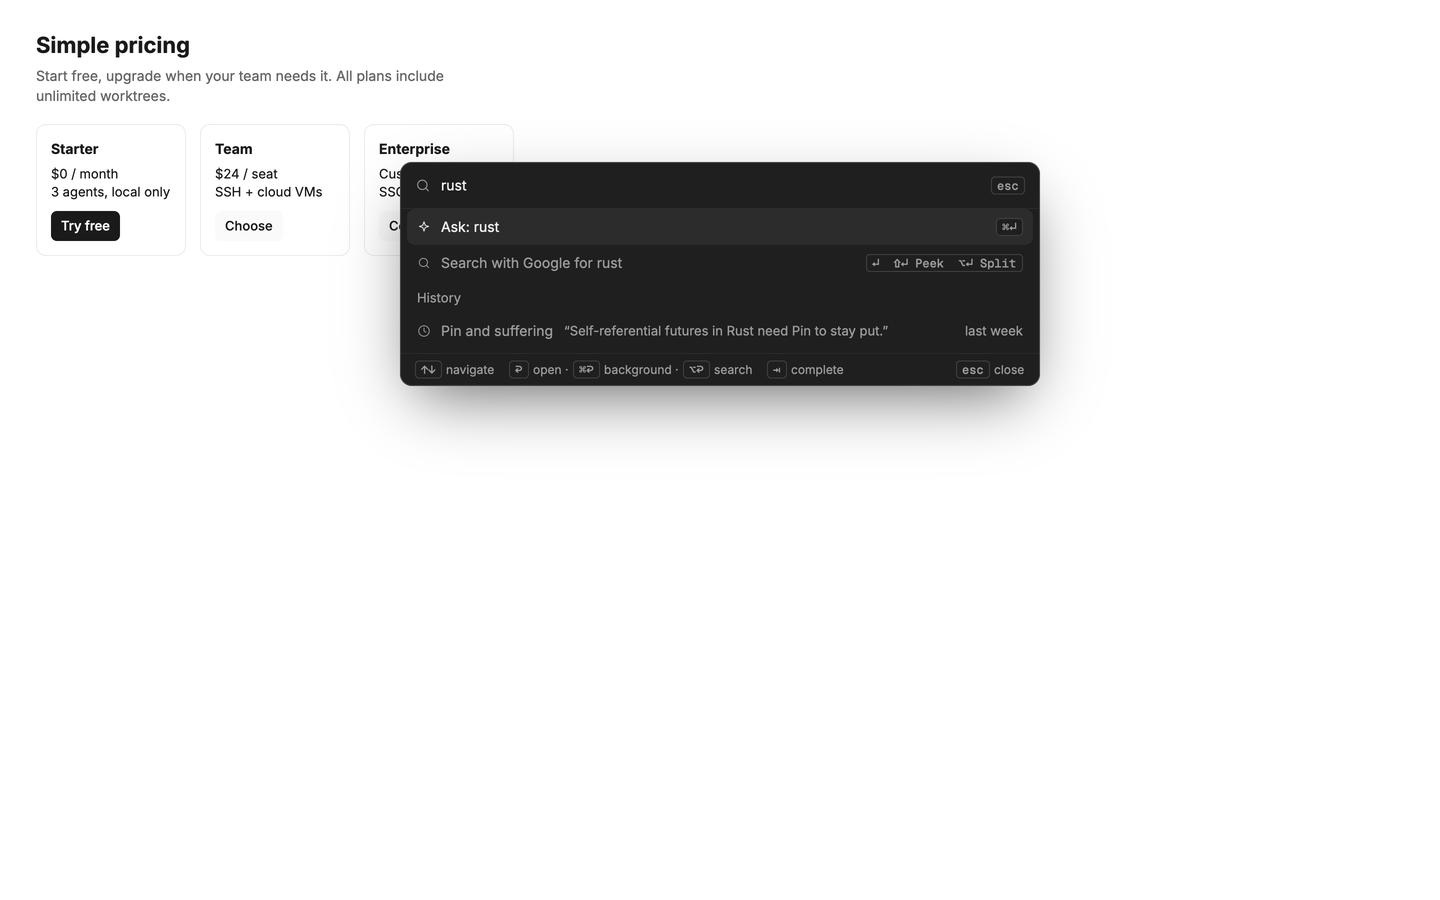 Simple pricing
Start free, upgrade when your team needs it. All plans include
unlimited worktrees.
Starter
$0 / month
3 agents, local only
Try free
Team
$24 / seat
SSH + cloud VMs
Choose
Enterprise
rust
esc
Ask: rust
⌘↵
Search with Google for rust
↵ ⇧↵ Peek ⌥↵ Split
History
Pin and suffering “Self-referential futures in Rust need Pin to stay put.” last week
↑↓ navigate ↩ open · ⌘↩ background · ⌥↩ search ⇥ complete esc close